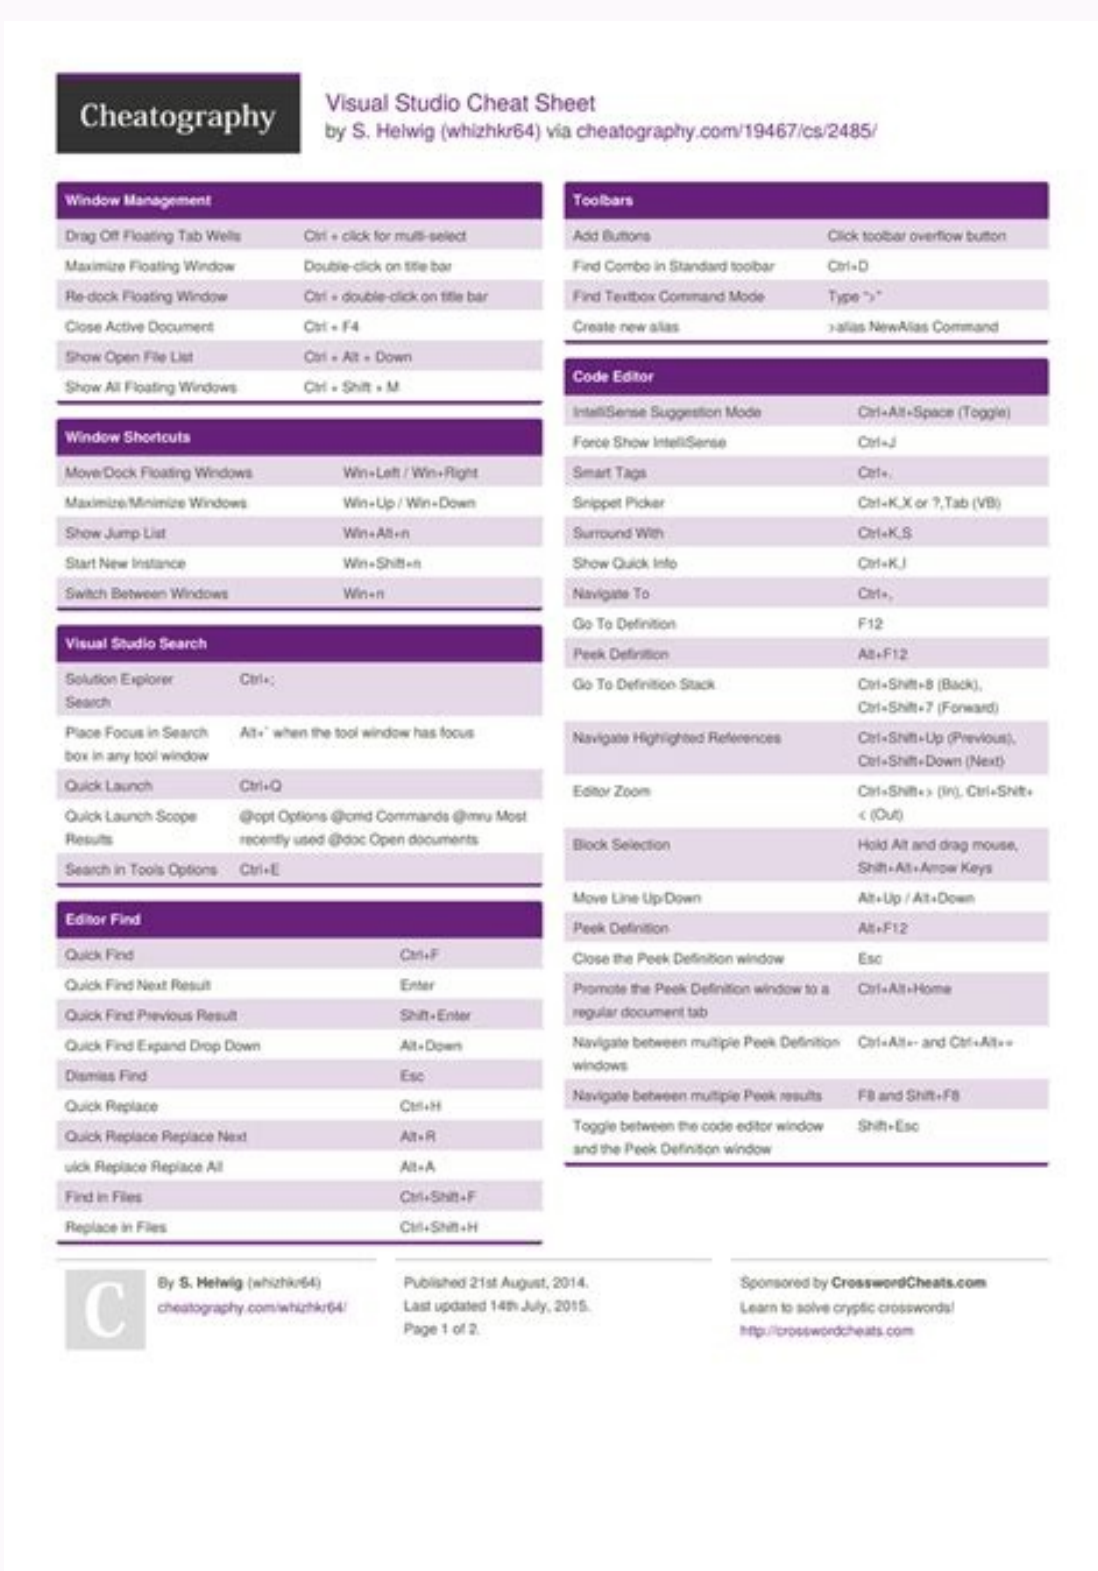 Cheatography
Visual Studio Cheat Sheet
by S. Helwig (whizhkr64) via cheatography.com/19467/cs/2485/
Window Management
Drag Off Floating Tab Wells Ctrl + click for multi-select
Maximize Floating Window Double-click on title bar
Re-dock Floating Window Ctrl + double-click on title bar
Close Active Document Ctrl + F4
Show Open File List Ctrl + Alt + Down
Show All Floating Windows Ctrl + Shift + M
Window Shortcuts
Move/Dock Floating Windows Win+Left / Win+Right
Maximize/Minimize Windows Win+Up / Win+Down
Show Jump List Win+Alt+n
Start New Instance Win+Shift+n
Switch Between Windows Win+n
Visual Studio Search
Solution Explorer Ctrl+;
Search
Place Focus in Search Alt+` when the tool window has focus
box in any tool window
Quick Launch Ctrl+Q
Quick Launch Scope @opt Options @cmd Commands @mru Most
Results recently used @doc Open documents
Search in Tools Options Ctrl+E
Editor Find
Quick Find Ctrl+F
Quick Find Next Result Enter
Quick Find Previous Result Shift+Enter
Quick Find Expand Drop Down Alt+Down
Dismiss Find Esc
Quick Replace Ctrl+H
Quick Replace Replace Next Alt+R
uick Replace Replace All Alt+A
Find in Files Ctrl+Shift+F
Replace in Files Ctrl+Shift+H
Toolbars
Add Buttons Click toolbar overflow button
Find Combo in Standard toolbar Ctrl+D
Find Textbox Command Mode Type ">"
Create new alias >alias NewAlias Command
Code Editor
IntelliSense Suggestion Mode Ctrl+Alt+Space (Toggle)
Force Show IntelliSense Ctrl+J
Smart Tags Ctrl+.
Snippet Picker Ctrl+K,X or ?,Tab (VB)
Surround With Ctrl+K,S
Show Quick Info Ctrl+K,I
Navigate To Ctrl+,
Go To Definition F12
Peek Definition Alt+F12
Go To Definition Stack Ctrl+Shift+8 (Back),
Ctrl+Shift+7 (Forward)
Navigate Highlighted References Ctrl+Shift+Up (Previous),
Ctrl+Shift+Down (Next)
Editor Zoom Ctrl+Shift+> (In), Ctrl+Shift+
< (Out)
Block Selection Hold Alt and drag mouse,
Shift+Alt+Arrow Keys
Move Line Up/Down Alt+Up / Alt+Down
Peek Definition Alt+F12
Close the Peek Definition window Esc
Promote the Peek Definition window to a Ctrl+Alt+Home
regular document tab
Navigate between multiple Peek Definition Ctrl+Alt+- and Ctrl+Alt+=
windows
Navigate between multiple Peek results F8 and Shift+F8
Toggle between the code editor window Shift+Esc
and the Peek Definition window
C
By S. Helwig (whizhkr64)
cheatography.com/whizhkr64/
Published 21st August, 2014.
Last updated 14th July, 2015.
Page 1 of 2.
Sponsored by CrosswordCheats.com
Learn to solve cryptic crosswords!
http://crosswordcheats.com